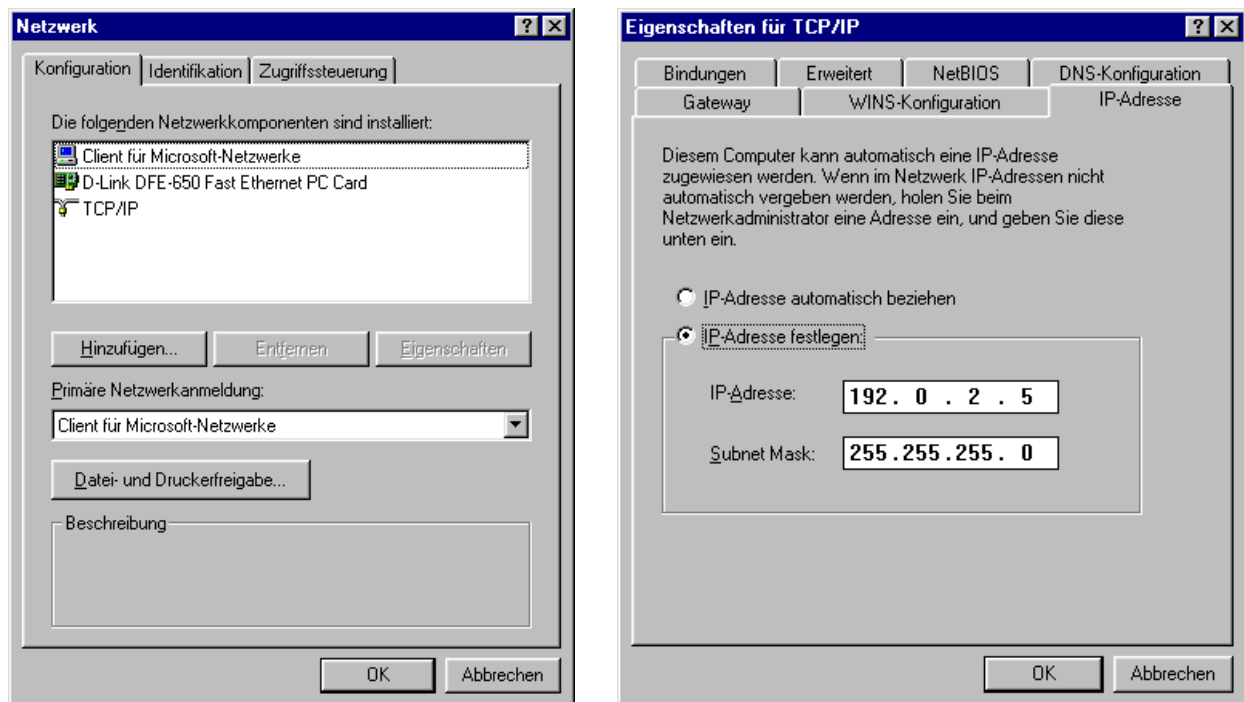 Netzwerk
Konfiguration Identifikation Zugriffssteuerung
Die folgenden Netzwerkkomponenten sind installiert:
Client für Microsoft-Netzwerke
D-Link DFE-650 Fast Ethernet PC Card
TCP/IP
Hinzufügen... Entfernen Eigenschaften
Primäre Netzwerkanmeldung:
Client für Microsoft-Netzwerke
Datei- und Druckerfreigabe...
Beschreibung
OK Abbrechen
Eigenschaften für TCP/IP
Bindungen Erweitert NetBIOS DNS-Konfiguration
Gateway WINS-Konfiguration IP-Adresse
Diesem Computer kann automatisch eine IP-Adresse
zugewiesen werden. Wenn im Netzwerk IP-Adressen nicht
automatisch vergeben werden, holen Sie beim
Netzwerkadministrator eine Adresse ein, und geben Sie diese
unten ein.
IP-Adresse automatisch beziehen
IP-Adresse festlegen:
IP-Adresse: 192. 0 . 2 . 5
Subnet Mask: 255.255.255. 0
OK Abbrechen